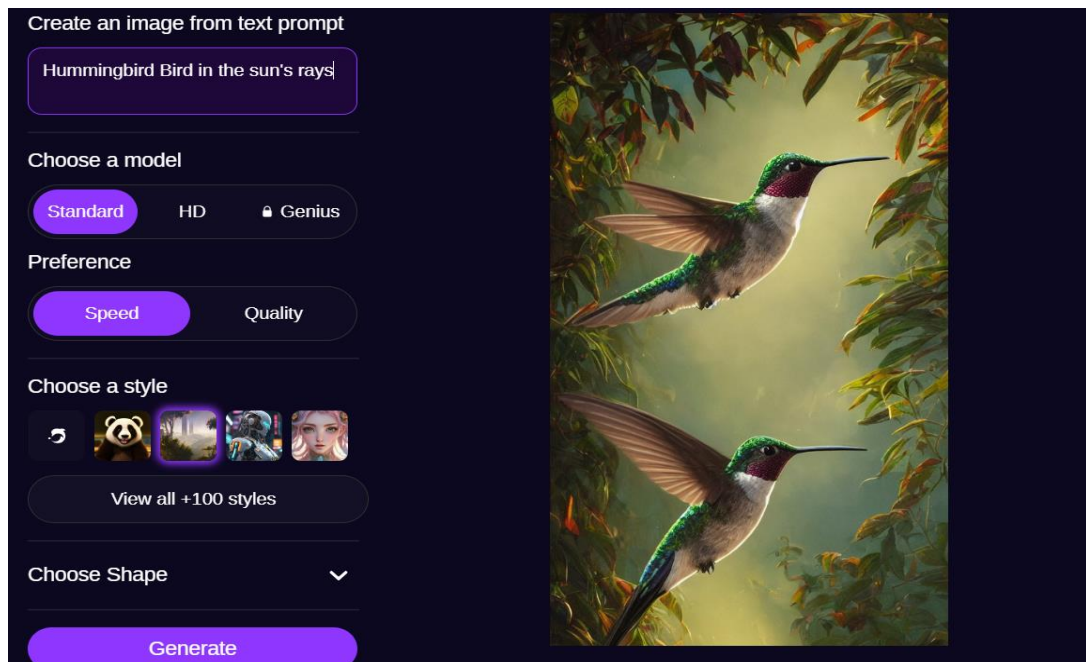 Create an image from text prompt
Hummingbird Bird in the sun's rays
Choose a model
Standard HD Genius
Preference
Speed Quality
Choose a style
View all +100 styles
Choose Shape
Generate